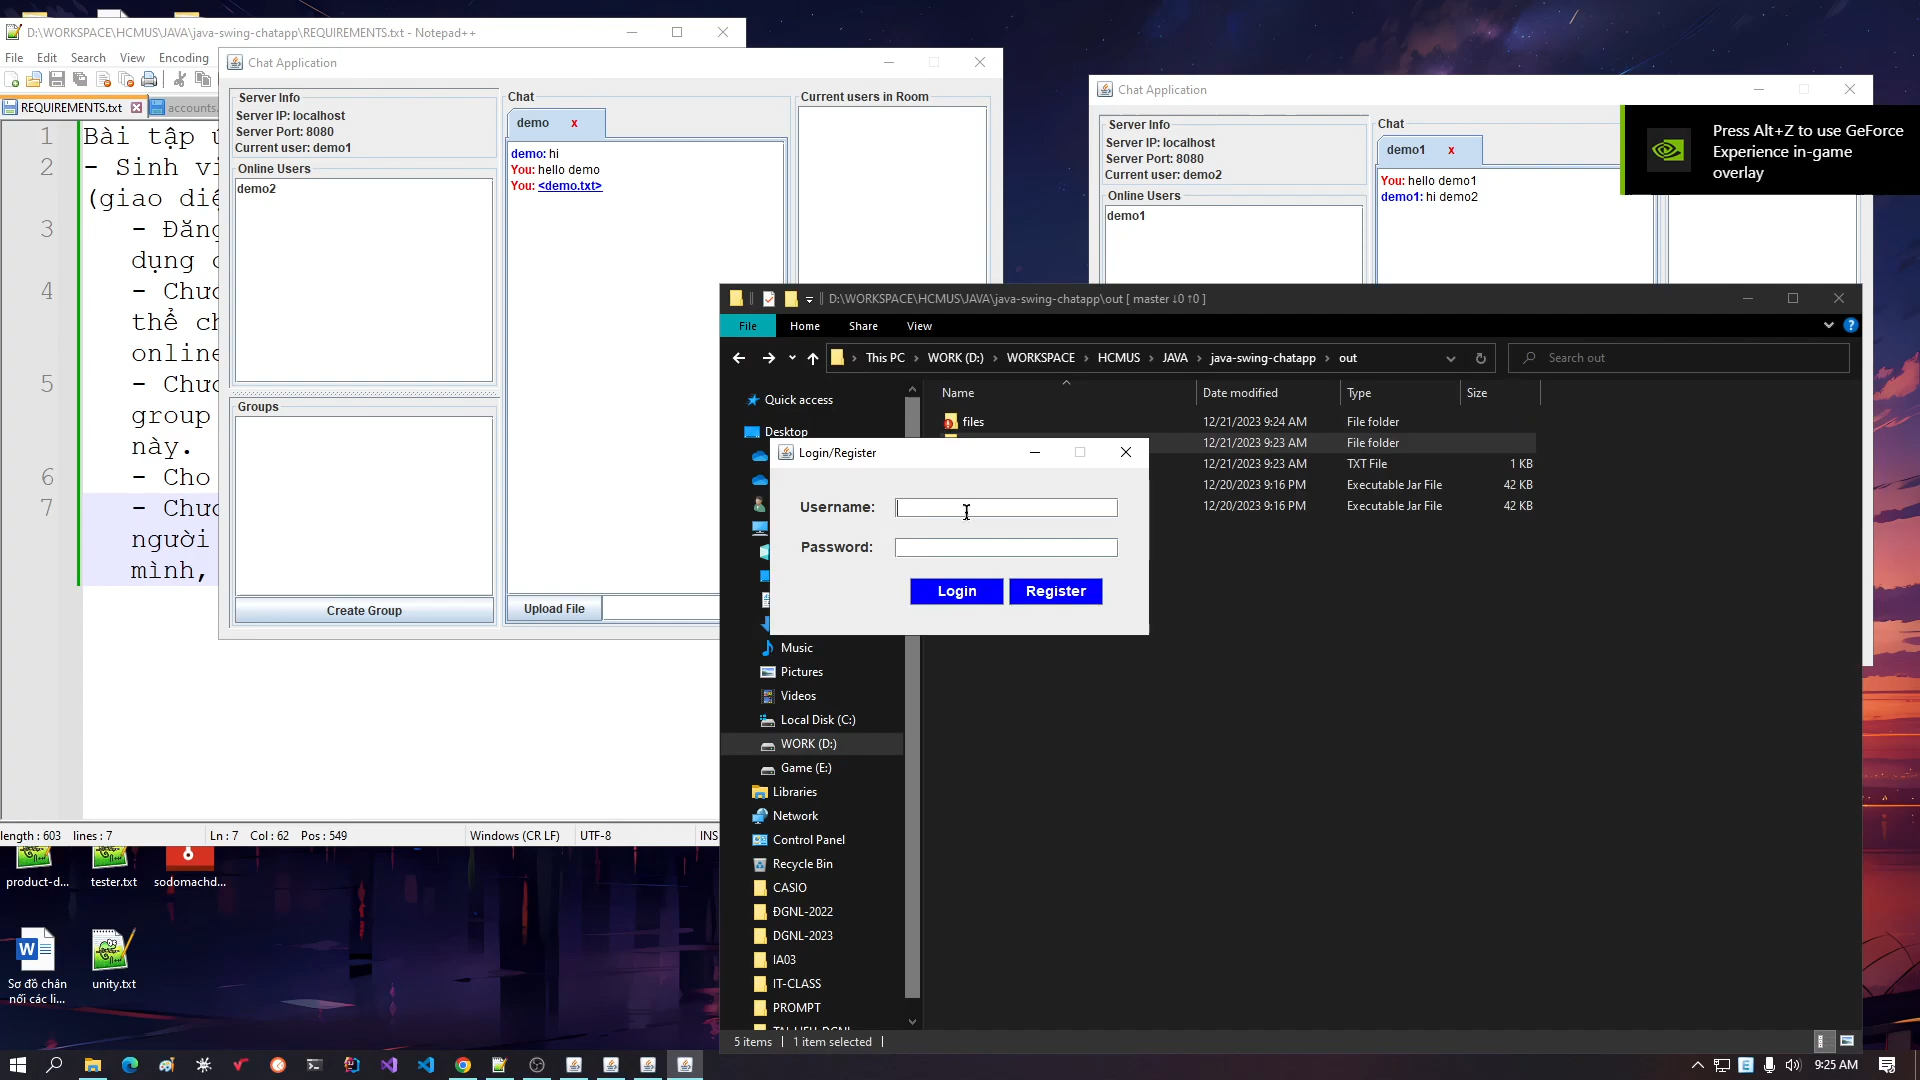 D:\WORKSPACE\HCMUS\JAVA\java-swing-chatapp\REQUIREMENTS.txt - Notepad++
File Edit Search View Encoding
REQUIREMENTS.txt
accounts.
1 Bài tập
2 - Sinh
(giao
3 - Đăng
dụng
4 -
thể
online
5 -
group
này.
6 - Cho
7 -
người
mình,
length : 603 lines : 7
Ln : 7 Col : 62 Pos : 549
Windows (CR LF)
UTF-8
INS
Chat Application
Server Info
Server IP: localhost
Server Port: 8080
Current user: demo1
Online Users
demo2
Groups
Create Group
Chat
demo x
demo: hi
You: hello demo
You: <demo.txt>
Upload File
Current users in Room
Chat Application
Server Info
Server IP: localhost
Server Port: 8080
Current user: demo2
Online Users
demo1
Chat
demo1 x
You: hello demo1
demo1: hi demo2
Press Alt+Z to use GeForce
Experience in-game
overlay
D:\WORKSPACE\HCMUS\JAVA\java-swing-chatapp\out [ master ↓0 ↑0 ]
File Home Share View
This PC › WORK (D:) › WORKSPACE › HCMUS › JAVA › java-swing-chatapp › out
Search out
Name Date modified Type Size
files 12/21/2023 9:24 AM File folder
12/21/2023 9:23 AM File folder
12/21/2023 9:23 AM TXT File 1 KB
12/20/2023 9:16 PM Executable Jar File 42 KB
12/20/2023 9:16 PM Executable Jar File 42 KB
Quick access
Desktop
Music
Pictures
Videos
Local Disk (C:)
WORK (D:)
Game (E:)
Libraries
Network
Control Panel
Recycle Bin
CASIO
ĐGNL-2022
DGNL-2023
IA03
IT-CLASS
PROMPT
5 items
1 item selected
Login/Register
Username:
Password:
Login
Register
product-d...
tester.txt
sodomachd...
Sơ đồ chân
nối các li...
unity.txt
9:25 AM